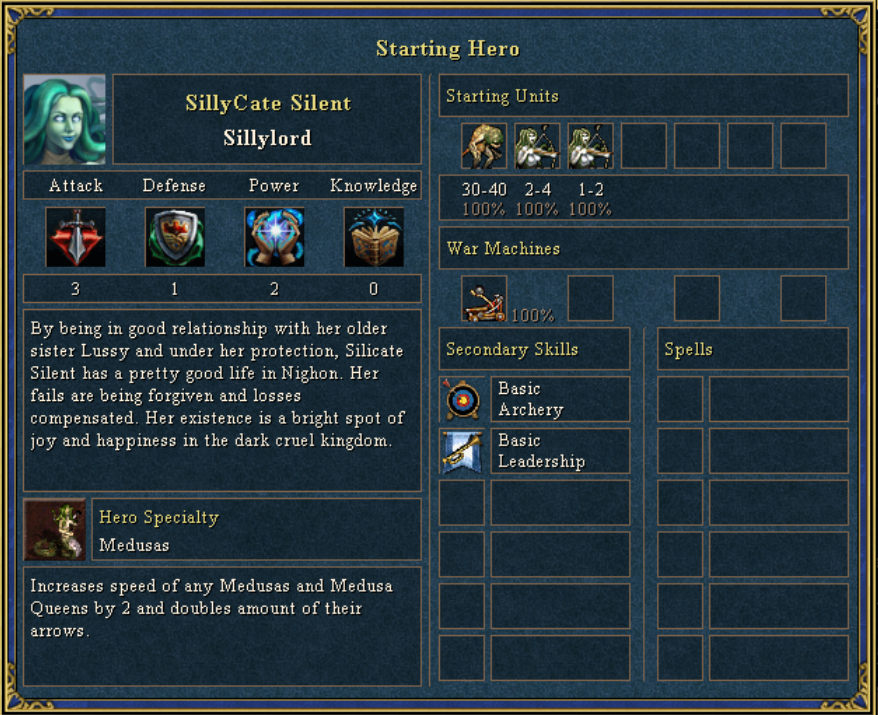 Starting Hero
SillyCate Silent
Sillylord
Attack Defense Power Knowledge
3 1 2 0
By being in good relationship with her older
sister Lussy and under her protection, Silicate
Silent has a pretty good life in Nighon. Her
fails are being forgiven and losses
compensated. Her existence is a bright spot of
joy and happiness in the dark cruel kingdom.
Hero Specialty
Medusas
Increases speed of any Medusas and Medusa
Queens by 2 and doubles amount of their
arrows.
Starting Units
30-40 2-4 1-2
100% 100% 100%
War Machines
100%
Secondary Skills
Basic
Archery
Basic
Leadership
Spells